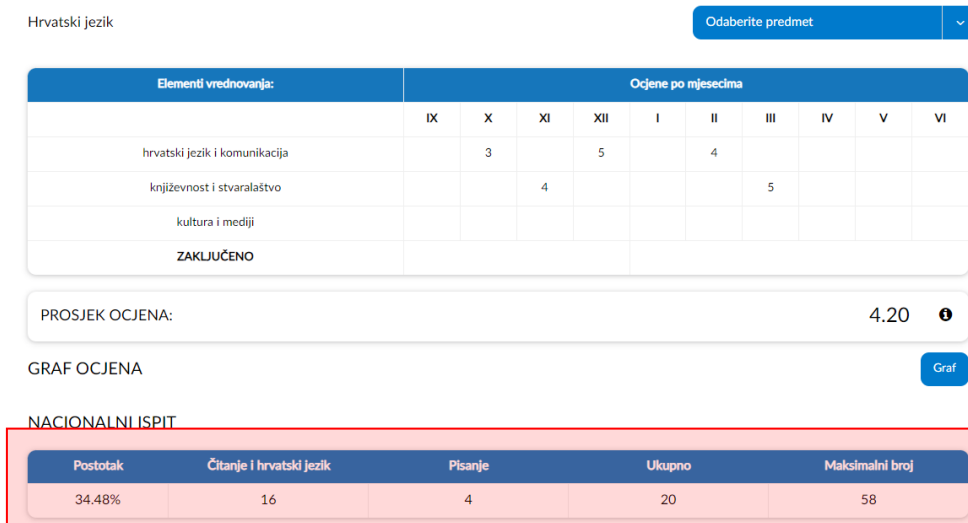 Hrvatski jezik
Odaberite predmet
Elementi vrednovanja: Ocjene po mjesecima
IX X XI XII I II III IV V VI
hrvatski jezik i komunikacija 3 5 4
književnost i stvaralaštvo 4 5
kultura i mediji
ZAKLJUČENO
PROSJEK OCJENA: 4.20
GRAF OCJENA Graf
NACIONALNI ISPIT
Postotak Čitanje i hrvatski jezik Pisanje Ukupno Maksimalni broj
34.48% 16 4 20 58